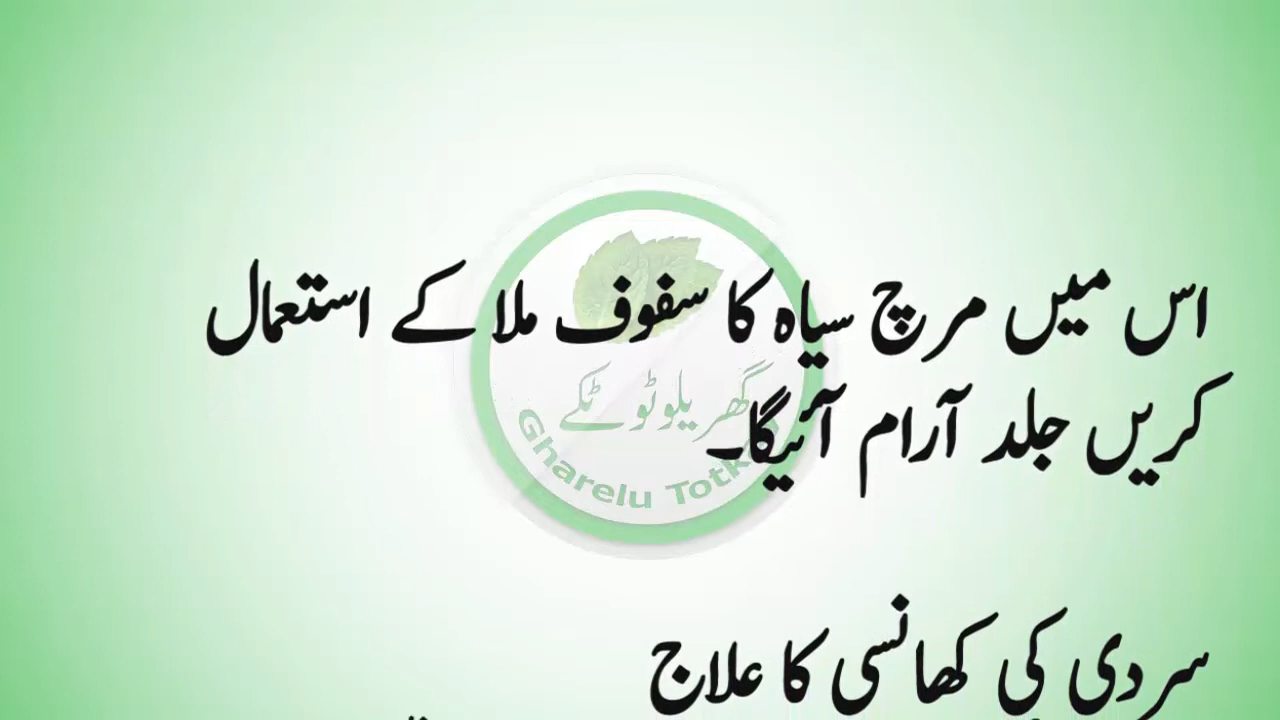 اس میں مرچ سیاہ کا سفوف ملا کے استعمال
کریں جلد آرام آئیگا۔
گھریلو ٹوٹکے
Gharelu Totkay
سردی کی کھانسی کا علاج